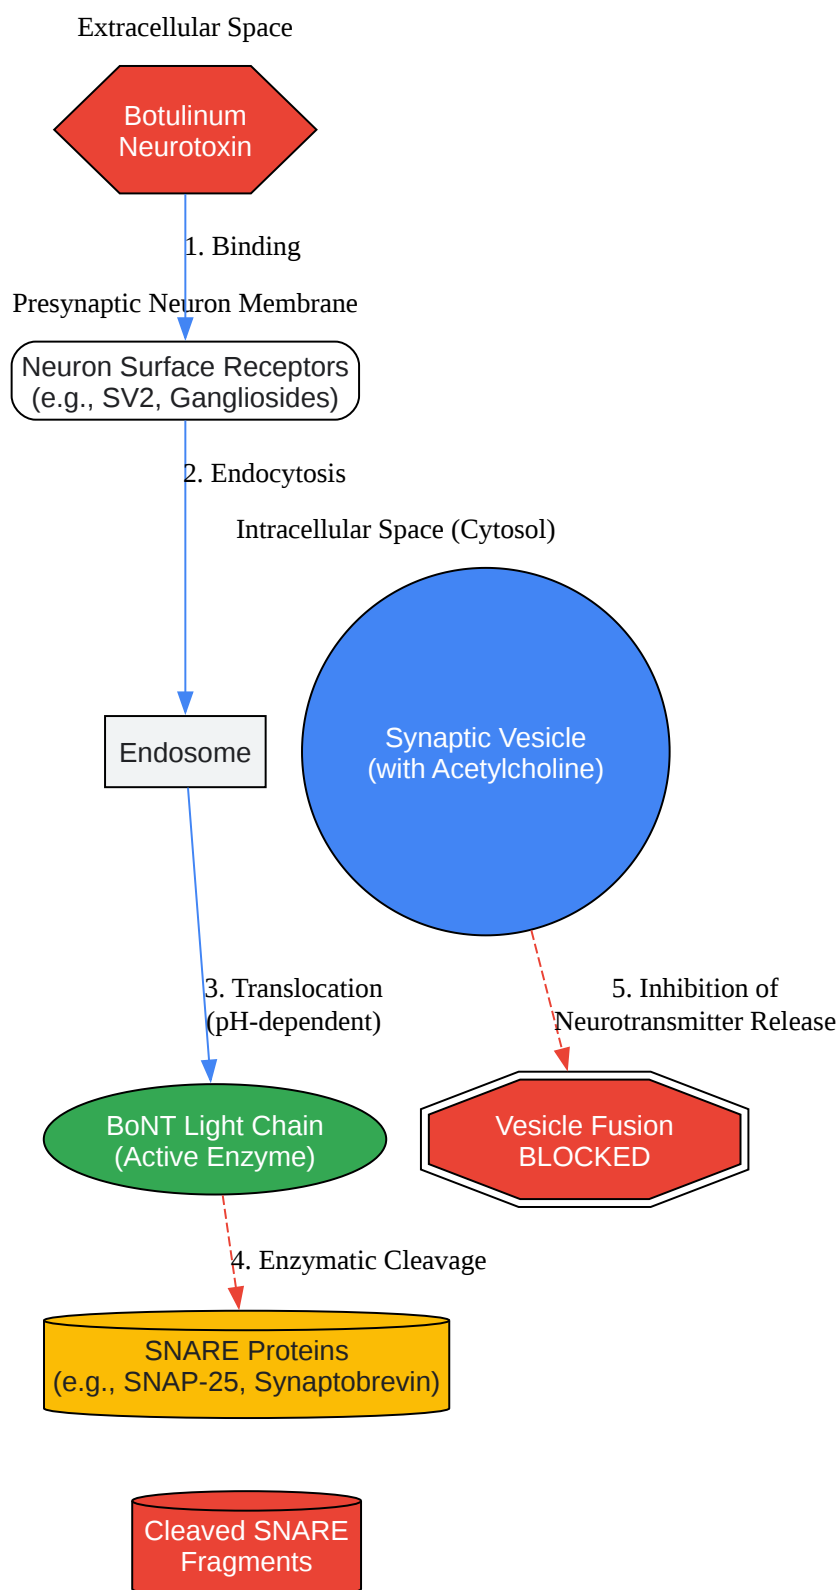 Extracellular Space
Botulinum
Neurotoxin
1. Binding
Presynaptic Neuron Membrane
Neuron Surface Receptors
(e.g., SV2, Gangliosides)
2. Endocytosis
Intracellular Space (Cytosol)
Endosome
Synaptic Vesicle
(with Acetylcholine)
3. Translocation
(pH-dependent)
5. Inhibition of
Neurotransmitter Release
BoNT Light Chain
(Active Enzyme)
Vesicle Fusion
BLOCKED
4. Enzymatic Cleavage
SNARE Proteins
(e.g., SNAP-25, Synaptobrevin)
Cleaved SNARE
Fragments